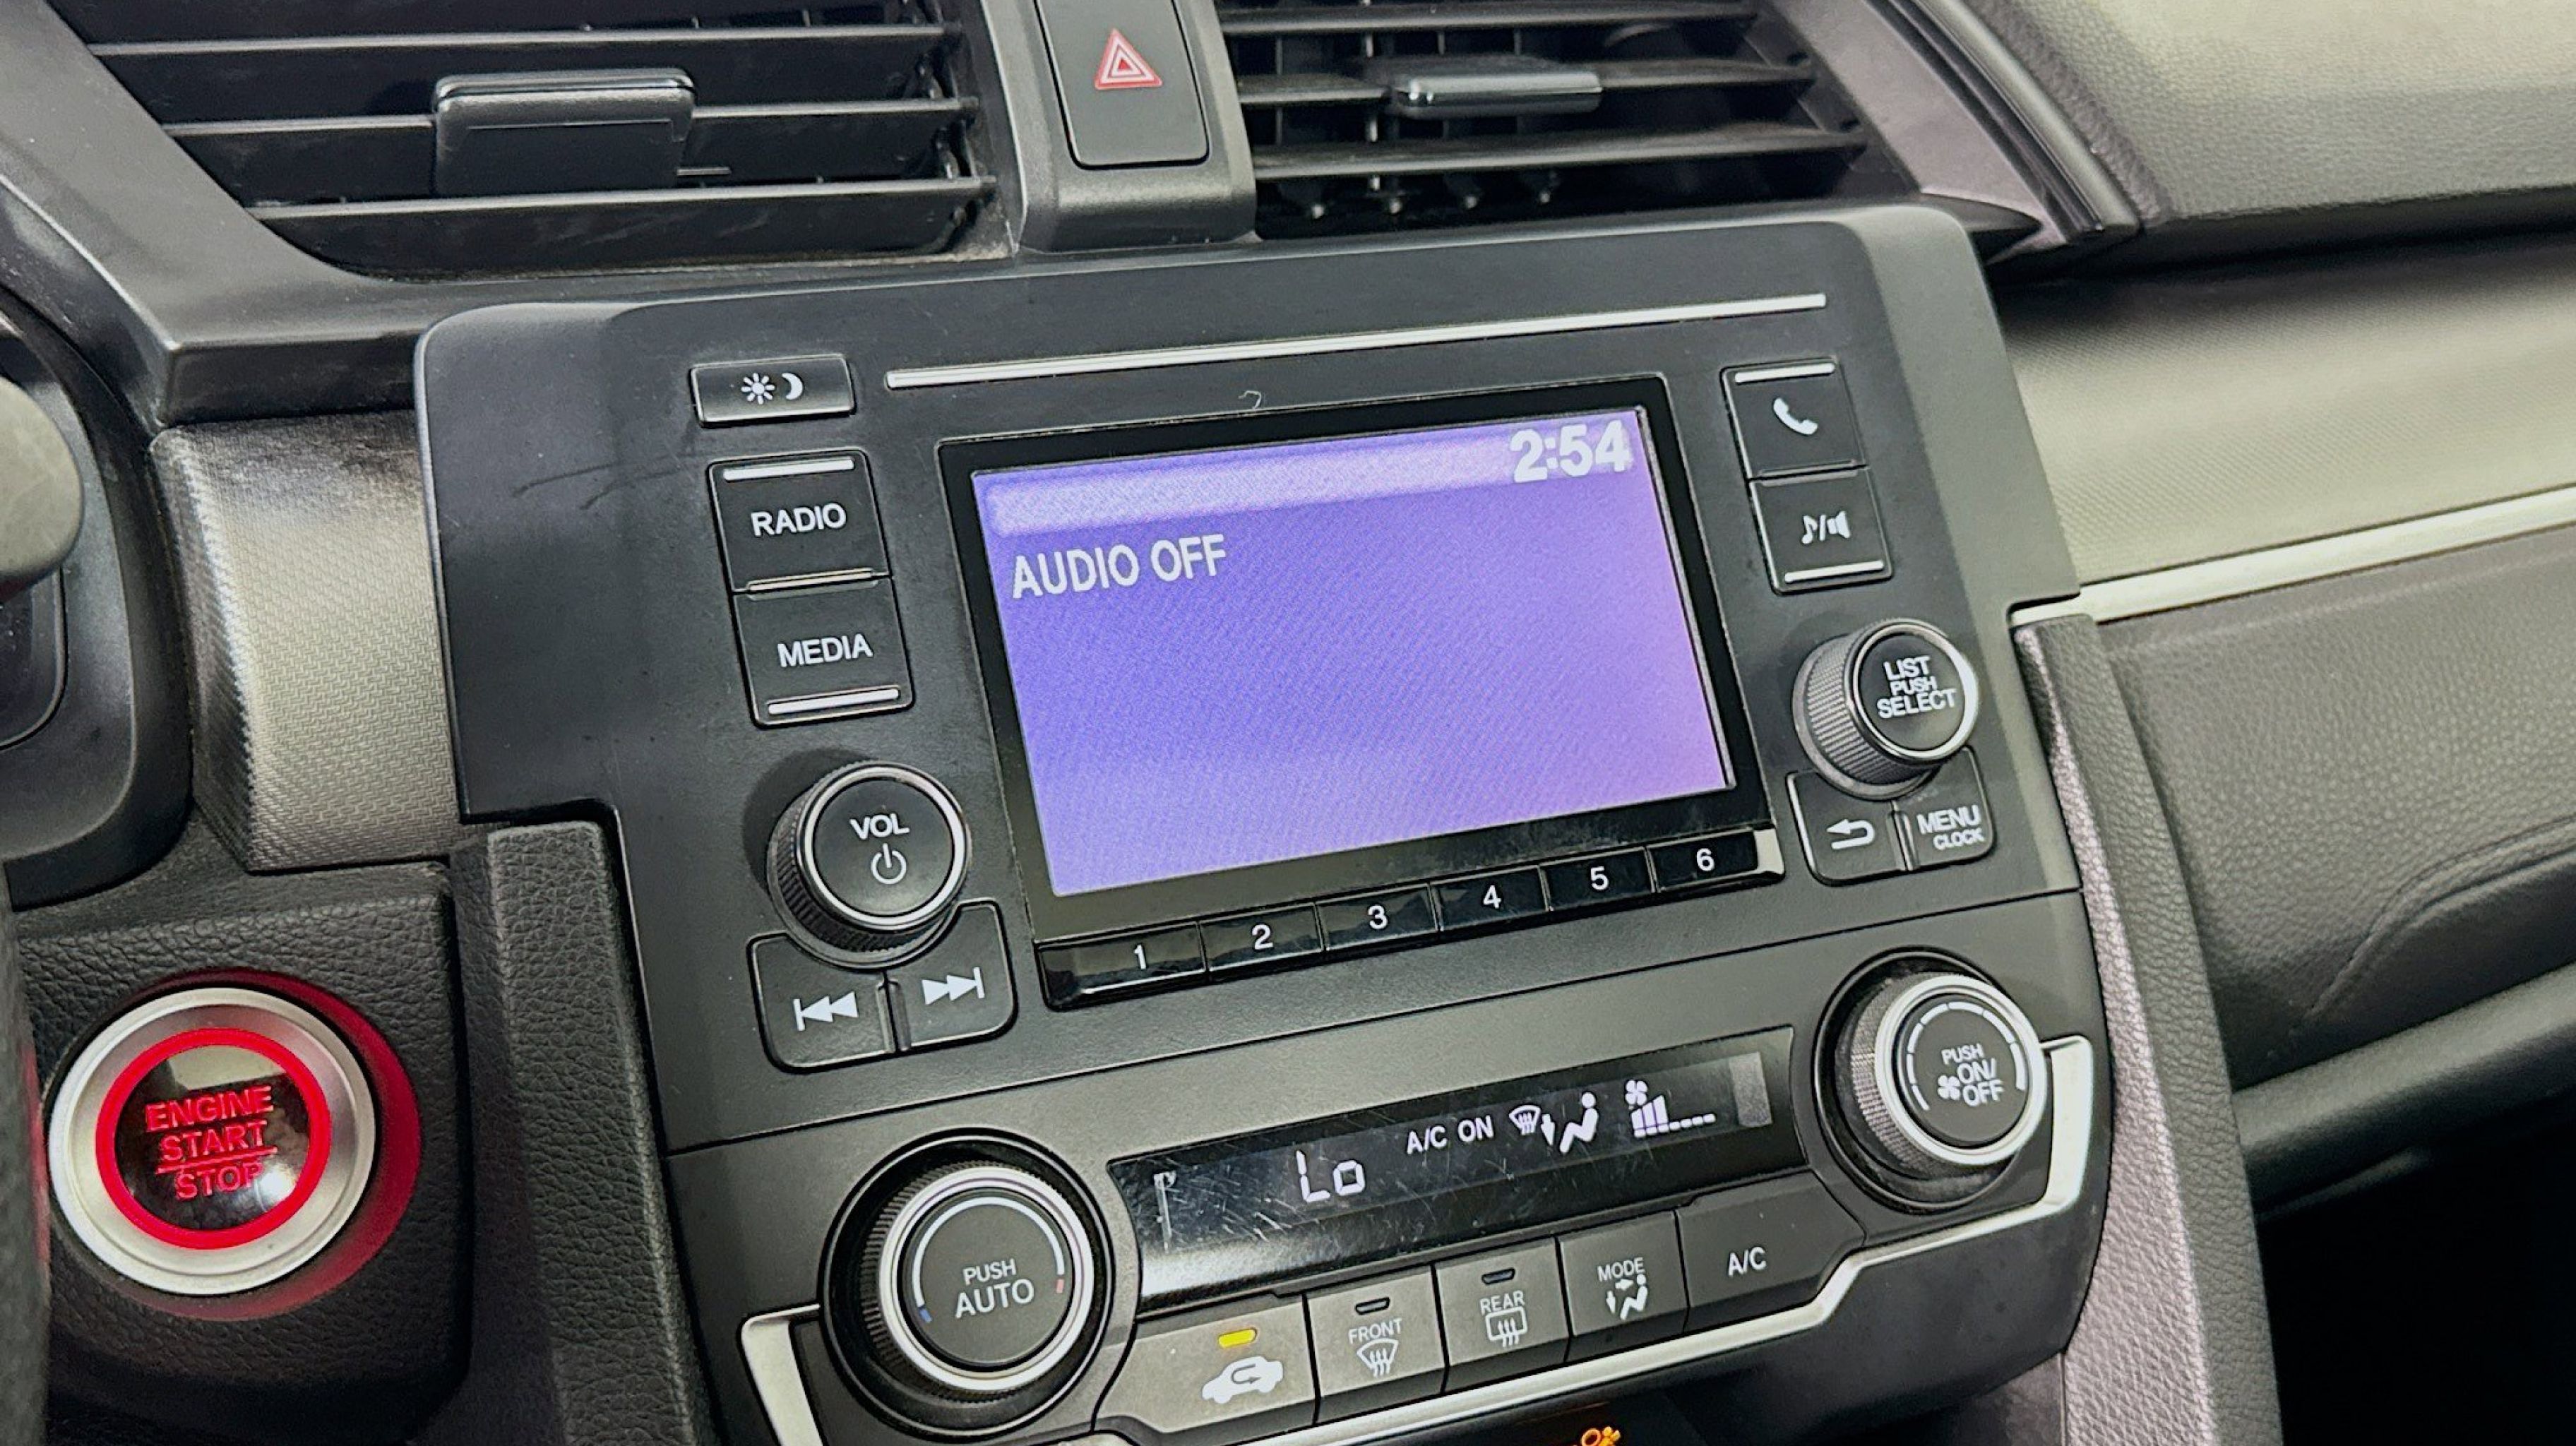 2:54
AUDIO OFF
RADIO
MEDIA
VOL
LIST
PUSH
SELECT
MENU
CLOCK
1 2 3 4 5 6
ENGINE
START
STOP
Lo
A/C ON
PUSH
ON/
OFF
PUSH
AUTO
FRONT
REAR
MODE
A/C